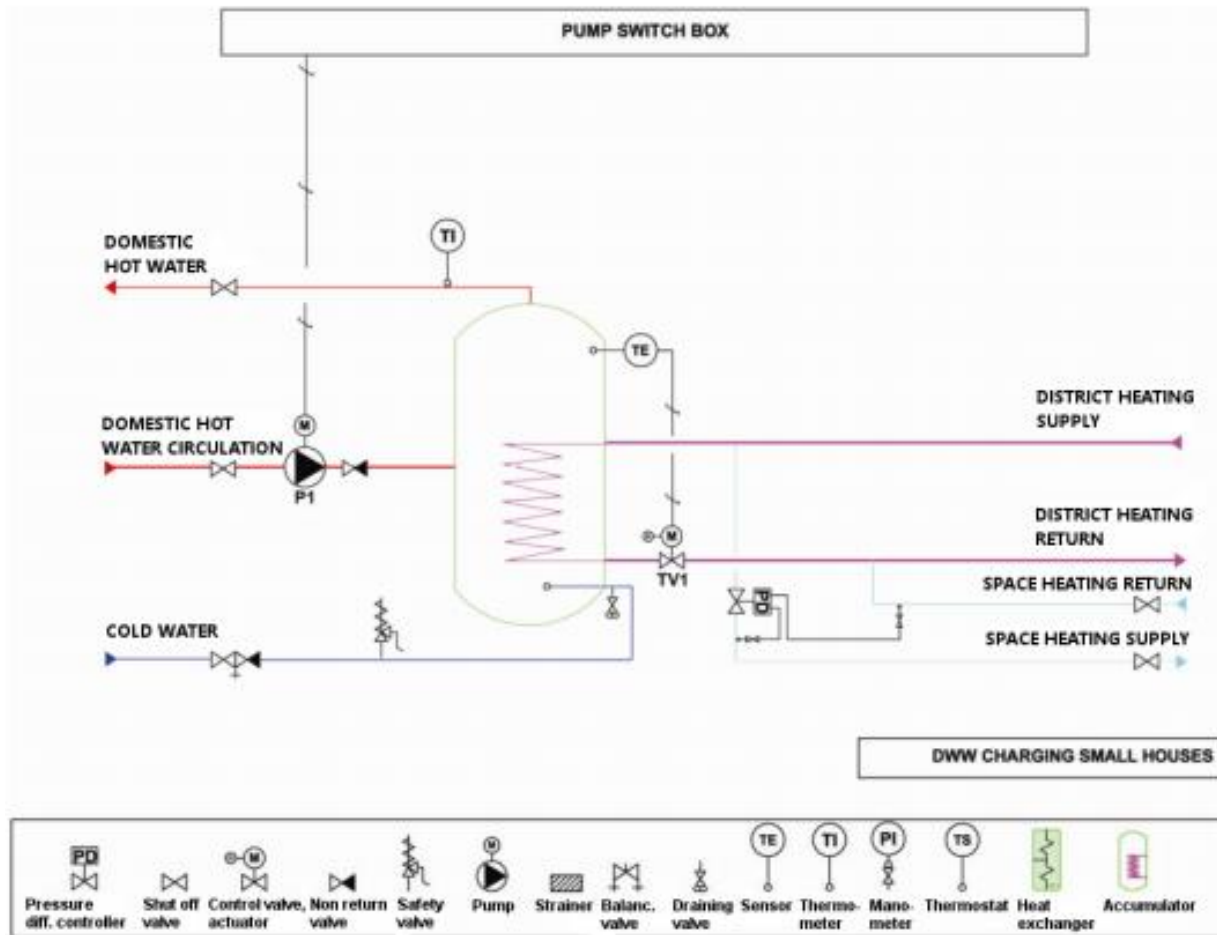 PUMP SWITCH BOX
TI
DOMESTIC
HOT WATER
TE
DISTRICT HEATING
SUPPLY
DOMESTIC HOT
WATER CIRCULATION
M
P1
DISTRICT HEATING
RETURN
M
TV1
SPACE HEATING RETURN
PD
COLD WATER
SPACE HEATING SUPPLY
DWW CHARGING SMALL HOUSES
PD
M
M
TE
TI
PI
TS
Pressure
diff. controller
Shut off
valve
Control valve,
actuator
Non return
valve
Safety
valve
Pump
Strainer
Balanc.
valve
Draining
valve
Sensor
Thermo-
meter
Mano-
meter
Thermostat
Heat
exchanger
Accumulator